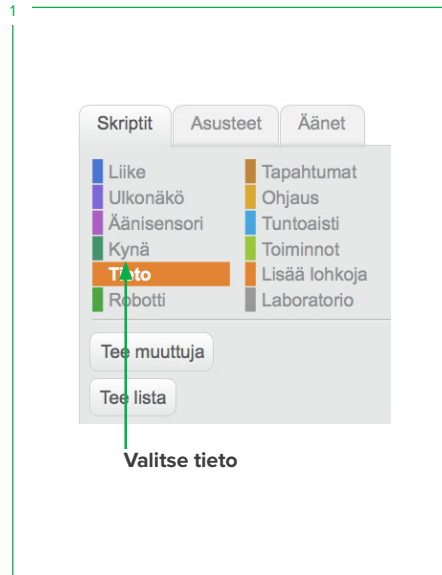 1
Skriptit Asusteet Äänet
Liike Tapahtumat
Ulkonäkö Ohjaus
Äänisensori Tuntoaisti
Kynä Toiminnot
Tieto Lisää lohkoja
Robotti Laboratorio
Tee muuttuja
Tee lista
Valitse tieto